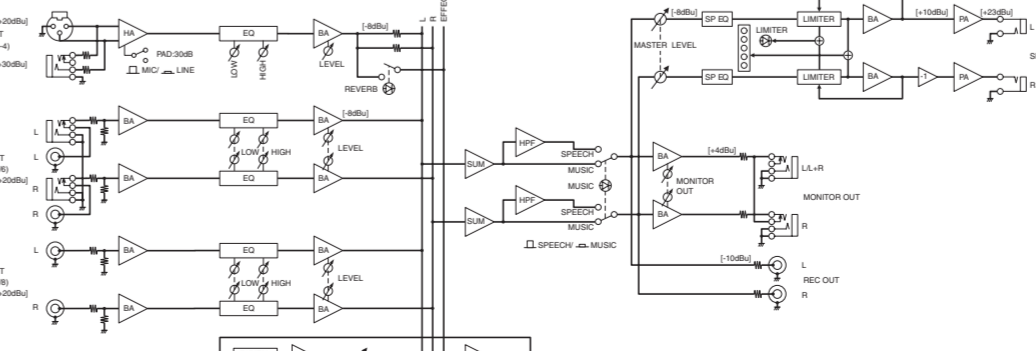 +20dBu]
T
-4)
+30dBu]
HA
PAD:30dB
MIC/ LINE
EQ
LOW
HIGH
BA
LEVEL
[-8dBu]
REVERB
L
R
EFFEC
L
L
R
R
T
/6)
+20dBu]
BA
BA
EQ
LOW HIGH
EQ
BA
[-8dBu]
LEVEL
BA
L
R
T
/8)
+20dBu]
BA
BA
EQ
LOW HIGH
EQ
BA
LEVEL
BA
SUM
HPF
SPEECH
MUSIC
MUSIC
SUM
HPF
SPEECH
MUSIC
SPEECH/ MUSIC
[-8dBu]
MASTER LEVEL
SP EQ
SP EQ
LIMITER
LIMITER
LIMITER
BA
BA
[+10dBu]
-1
PA
PA
[+23dBu]
L
R
BA
MONITOR
OUT
BA
[+4dBu]
L/L+R
MONITOR OUT
R
[-10dBu]
L
REC OUT
R